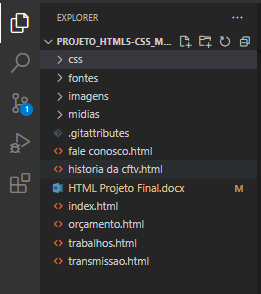 EXPLORER
PROJETO_HTML5-CSS_M...
css
fontes
imagens
midias
.gitattributes
fale conosco.html
historia da cftv.html
HTML Projeto Final.docx M
index.html
orçamento.html
trabalhos.html
transmissao.html
1